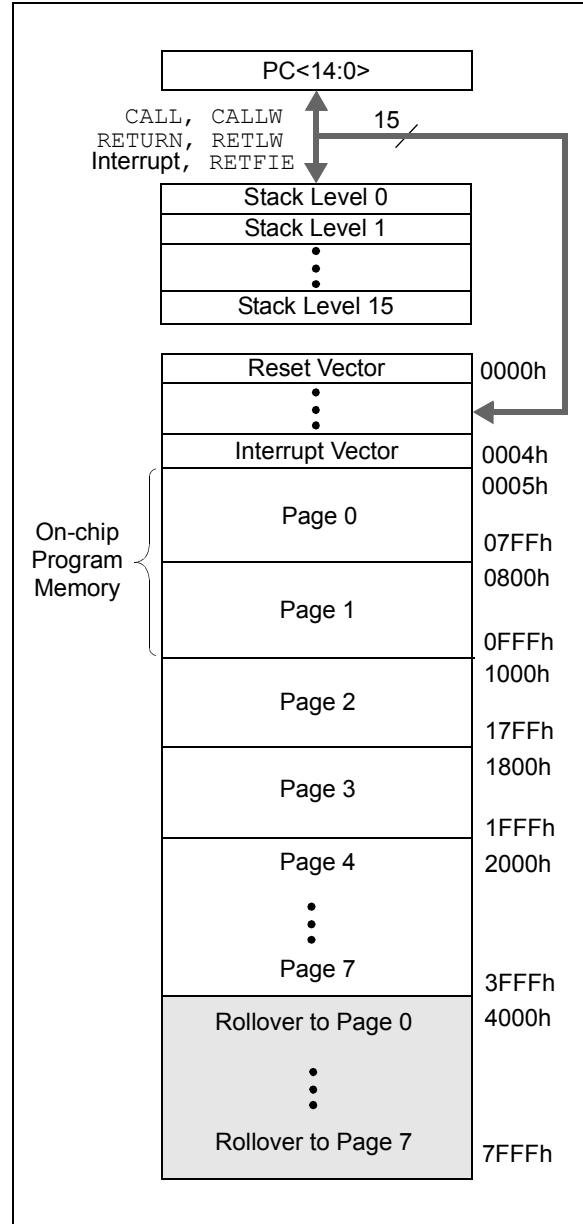 PC<14:0>
CALL, CALLW
15
RETURN, RETLW
Interrupt, RETFIE
Stack Level 0
Stack Level 1
Stack Level 15
Reset Vector
0000h
Interrupt Vector
0004h
0005h
On-chip
Program
Memory
Page 0
07FFh
0800h
Page 1
0FFFh
1000h
Page 2
17FFh
1800h
Page 3
1FFFh
Page 4
2000h
Page 7
3FFFh
Rollover to Page 0
4000h
Rollover to Page 7
7FFFh